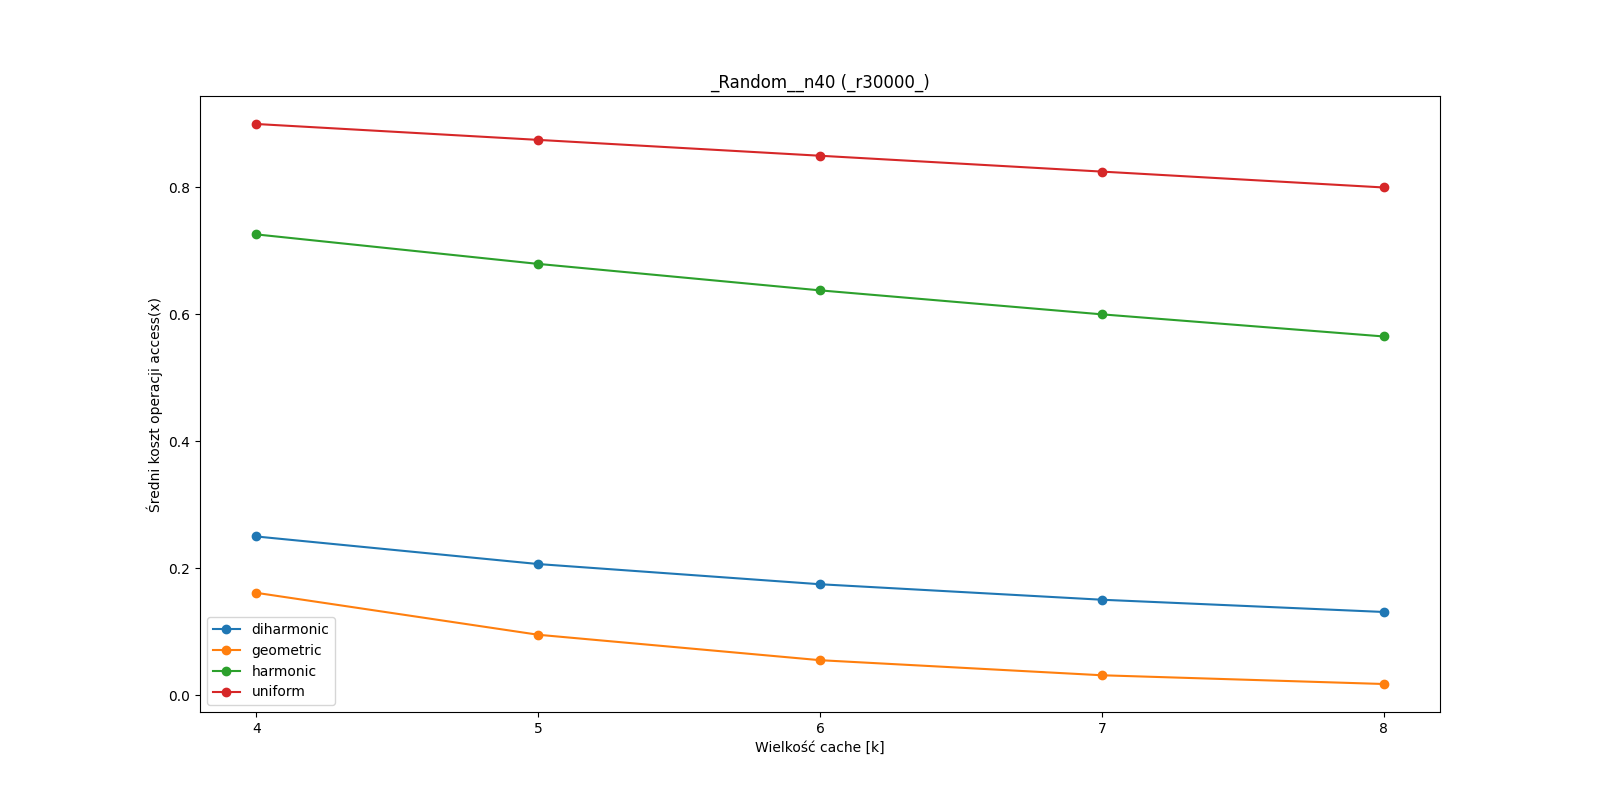 _Random__n40 (_r30000_)
Średni koszt operacji access(x)
0.8
0.6
0.4
0.2
0.0
diharmonic
geometric
harmonic
uniform
4 5 6 7 8
Wielkość cache [k]